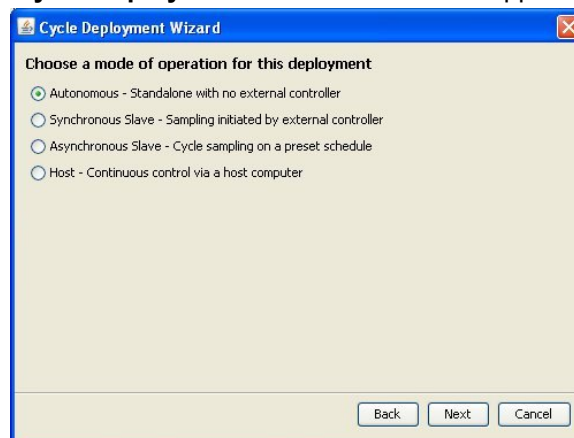 Cycle Deployment Wizard
Choose a mode of operation for this deployment
Autonomous - Standalone with no external controller
Synchronous Slave - Sampling initiated by external controller
Asynchronous Slave - Cycle sampling on a preset schedule
Host - Continuous control via a host computer
Back Next Cancel